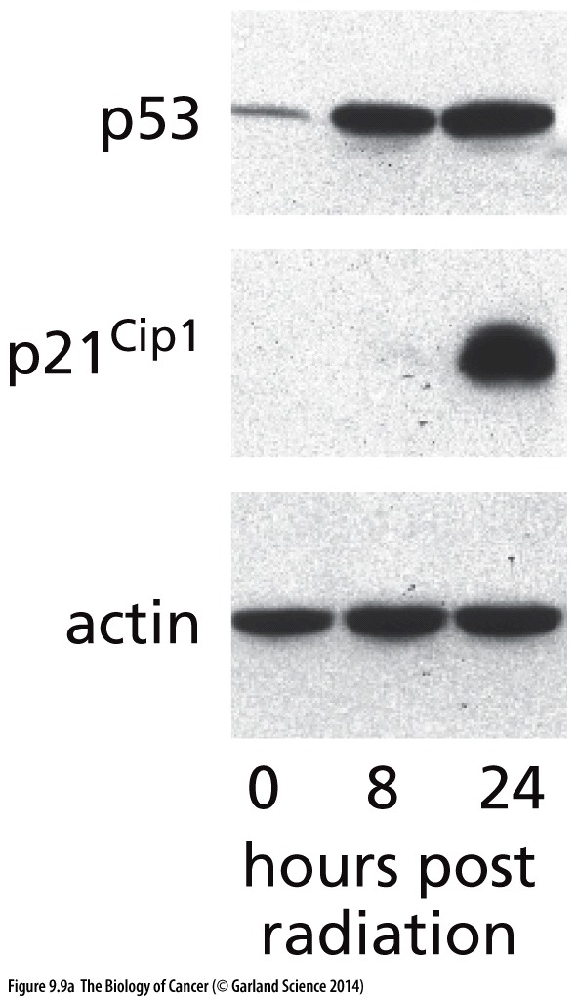 p53
p21Cip1
actin
0 8 24
hours post
radiation
Figure 9.9a The Biology of Cancer (© Garland Science 2014)